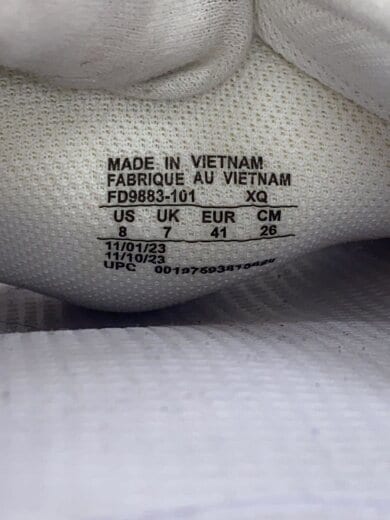 MADE IN VIETNAM
FABRIQUE AU VIETNAM
FD9883-101 XQ
US UK EUR CM
8 7 41 26
11/01/23
11/10/23
UPC